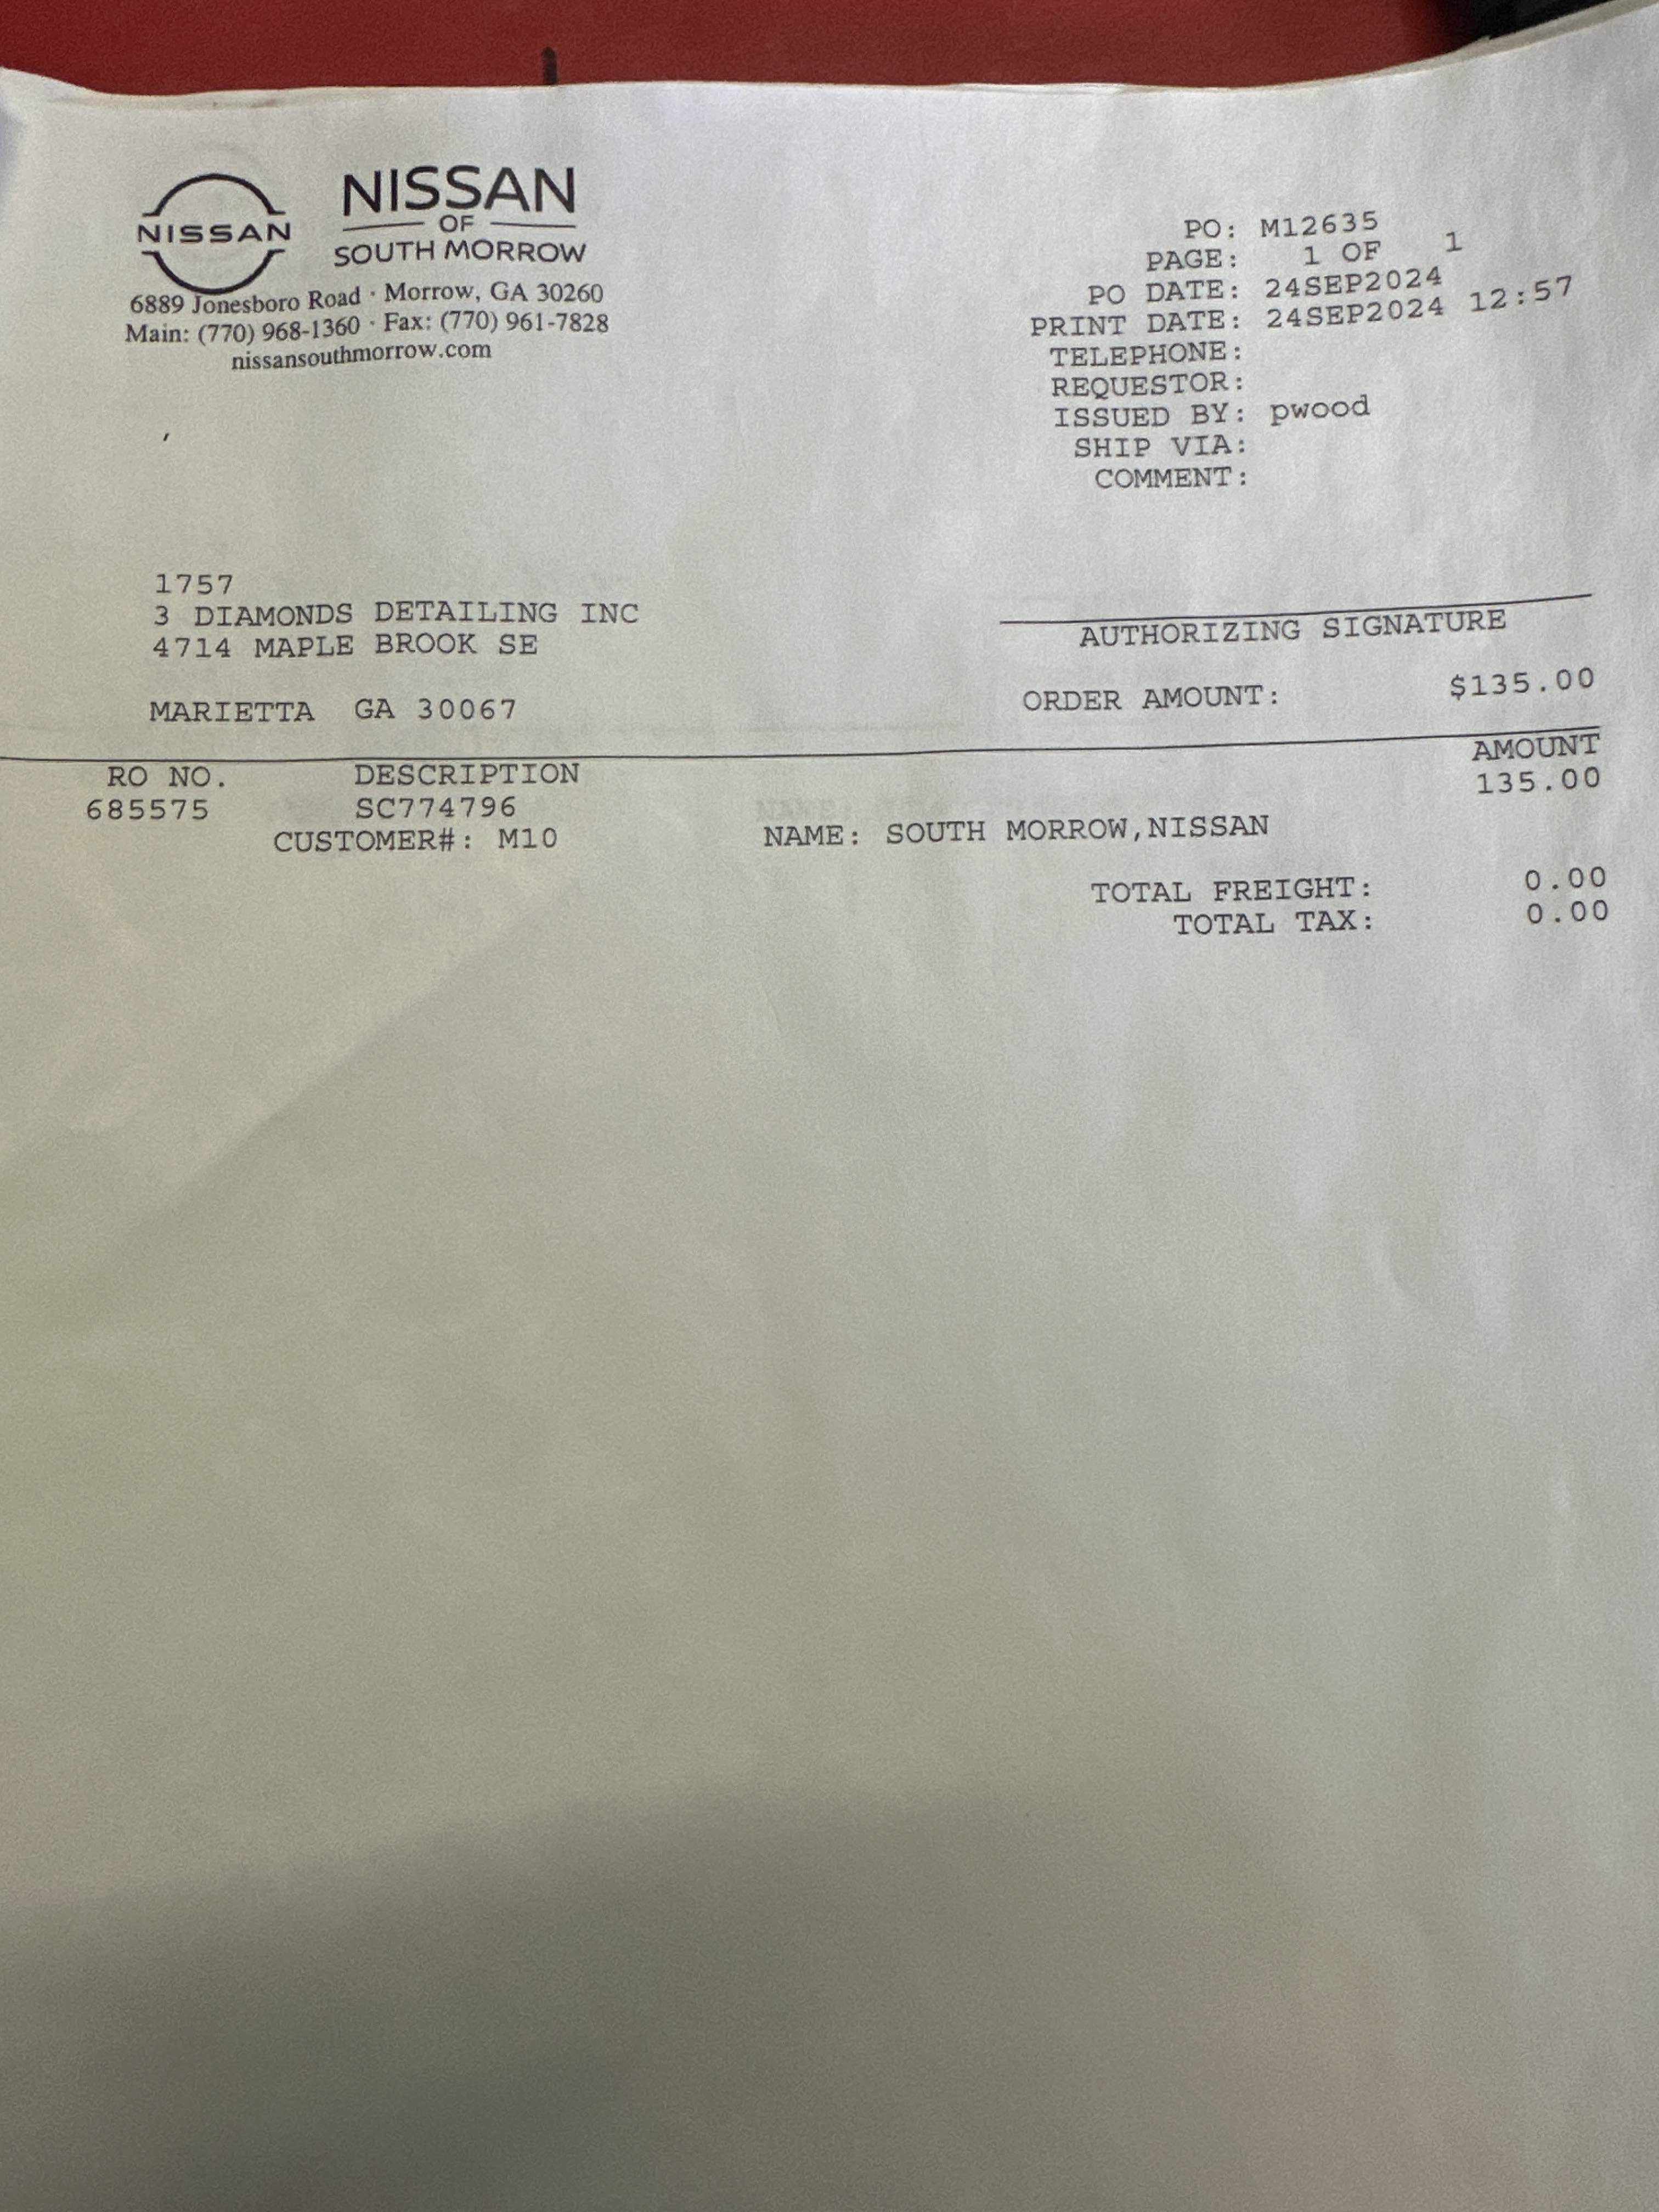 NISSAN
NISSAN
OF
SOUTH MORROW
6889 Jonesboro Road · Morrow, GA 30260
Main: (770) 968-1360 · Fax: (770) 961-7828
nissansouthmorrow.com
PO: M12635
PAGE: 1 OF 1
PO DATE: 24SEP2024
PRINT DATE: 24SEP2024 12:57
TELEPHONE:
REQUESTOR:
ISSUED BY: pwood
SHIP VIA:
COMMENT:
1757
3 DIAMONDS DETAILING INC
4714 MAPLE BROOK SE
MARIETTA GA 30067
AUTHORIZING SIGNATURE
ORDER AMOUNT: $135.00
RO NO. DESCRIPTION AMOUNT
685575 SC774796 135.00
CUSTOMER#: M10 NAME: SOUTH MORROW,NISSAN
TOTAL FREIGHT: 0.00
TOTAL TAX: 0.00